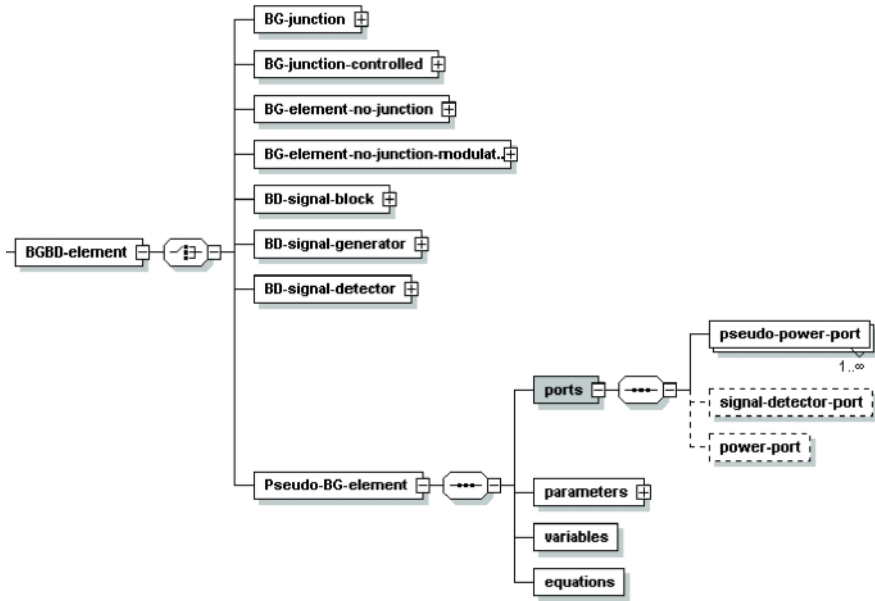 BG-junction
BG-junction-controlled
BG-element-no-junction
BG-element-no-junction-modulat..
BD-signal-block
BGBD-element
BD-signal-generator
BD-signal-detector
pseudo-power-port
1..∞
ports
signal-detector-port
power-port
Pseudo-BG-element
parameters
variables
equations